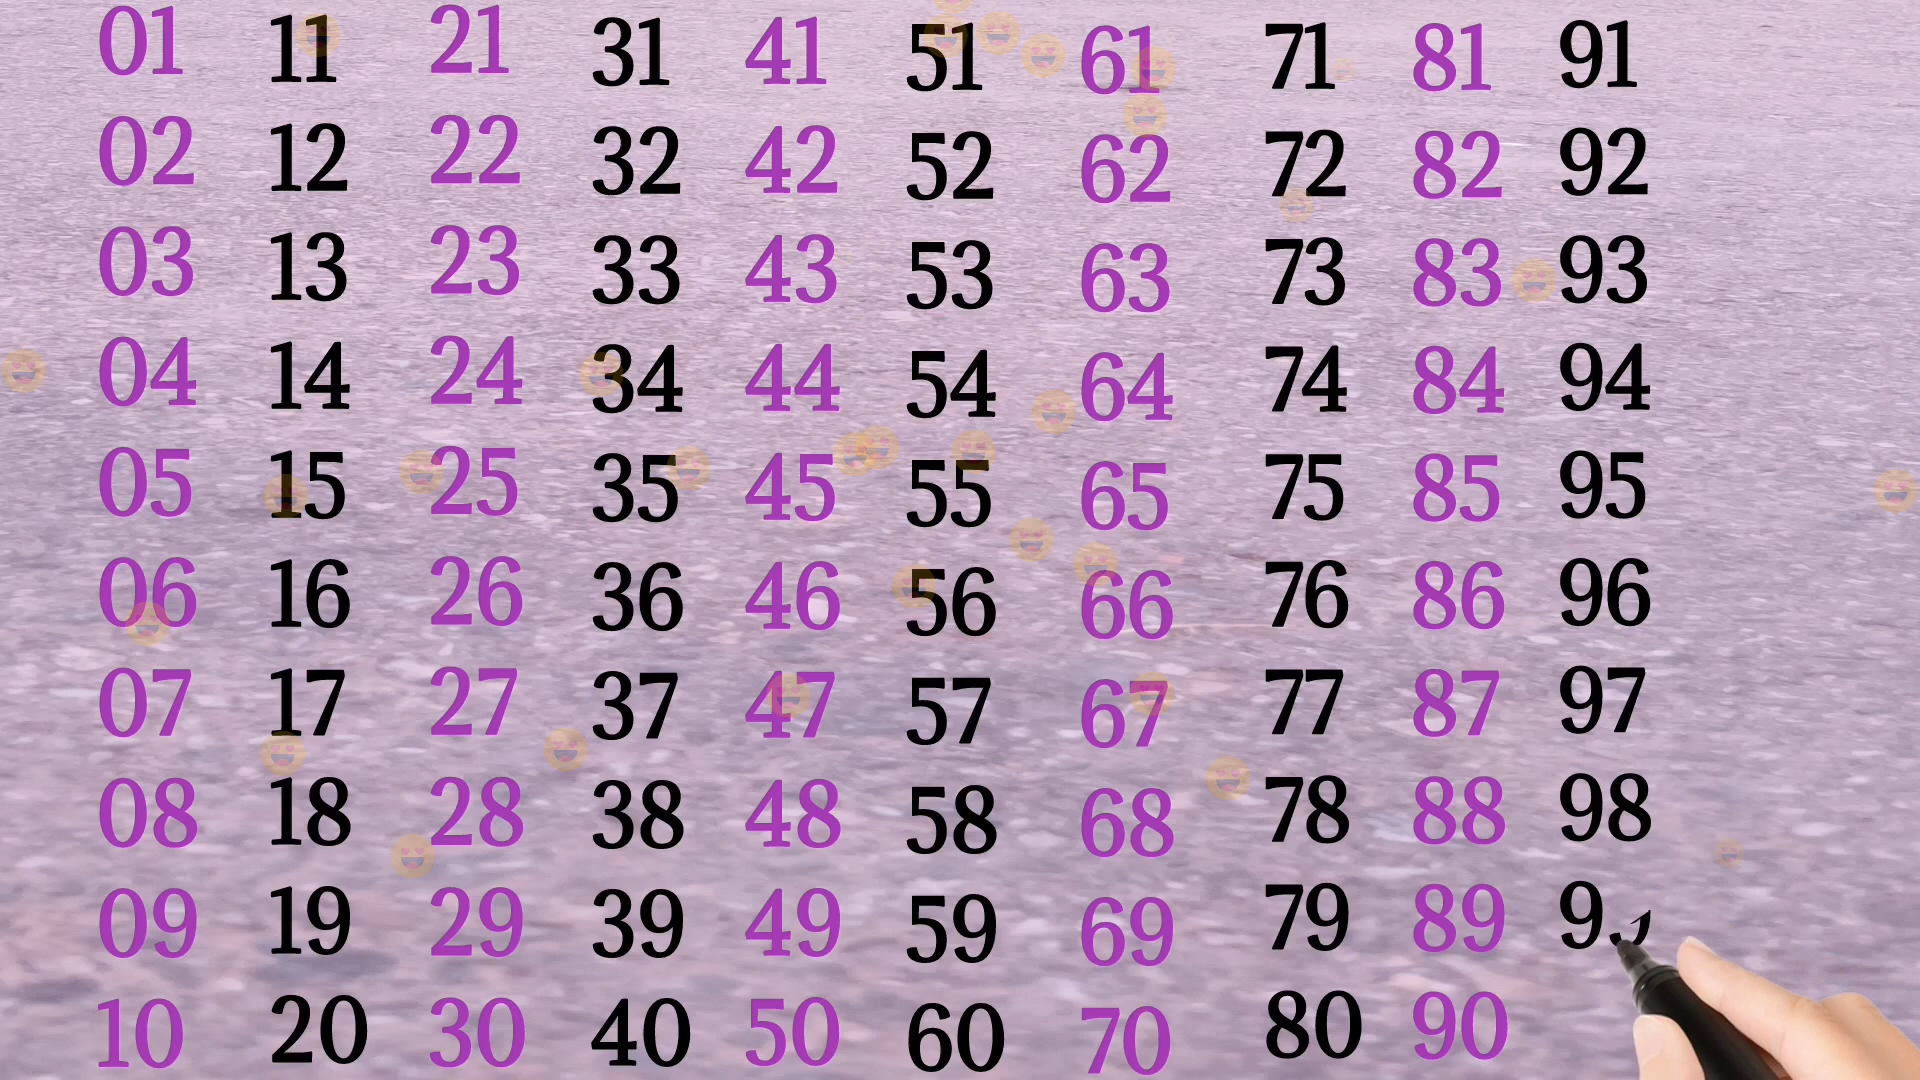 01 11 21 31 41 51 61 71 81 91
02 12 22 32 42 52 62 72 82 92
03 13 23 33 43 53 63 73 83 93
04 14 24 34 44 54 64 74 84 94
05 15 25 35 45 55 65 75 85 95
06 16 26 36 46 56 66 76 86 96
07 17 27 37 47 57 67 77 87 97
08 18 28 38 48 58 68 78 88 98
09 19 29 39 49 59 69 79 89 9
10 20 30 40 50 60 70 80 90